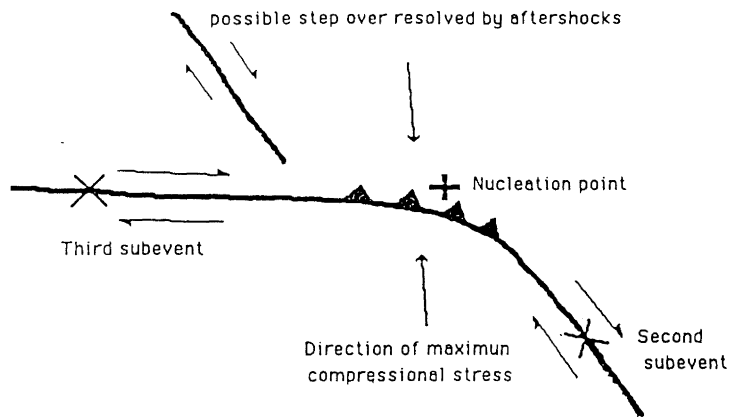 possible step over resolved by aftershocks
Nucleation point
Third subevent
Direction of maximun
compressional stress
Second
subevent